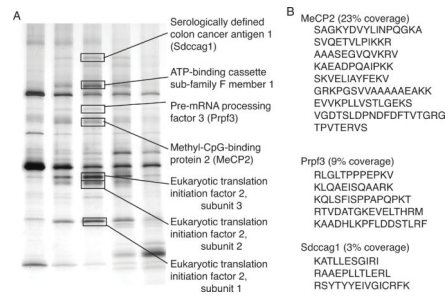 A
Serologically defined
colon cancer antigen 1
(Sdccag1)
ATP-binding cassette
sub-family F member 1
Pre-mRNA processing
factor 3 (Prpf3)
Methyl-CpG-binding
protein 2 (MeCP2)
Eukaryotic translation
initiation factor 2,
subunit 3
Eukaryotic translation
initiation factor 2,
subunit 2
Eukaryotic translation
initiation factor 2,
subunit 1
B
MeCP2 (23% coverage)
SAGKYDVYLINPQGKA
SVQETVLPIKKR
AAASEGVQVKRV
KAEADPQAIPKK
SKVELIAYFEKV
GRKPGSVVAAAAAEAKK
EVVKPLLVSTLGEKS
VGDTSLDPNDFDFTVTGRG
TPVTERVS
Prpf3 (9% coverage)
RLGLTPPPEPKV
KLQAEISQAARK
KQLSFISPPAPQPKT
RTVDATGKEVELTHRM
KAADHLKPFLDDSTLRF
Sdccag1 (3% coverage)
KATLLESGIRI
RAAEPLLTLERL
RSYTYYEIVGICRFK